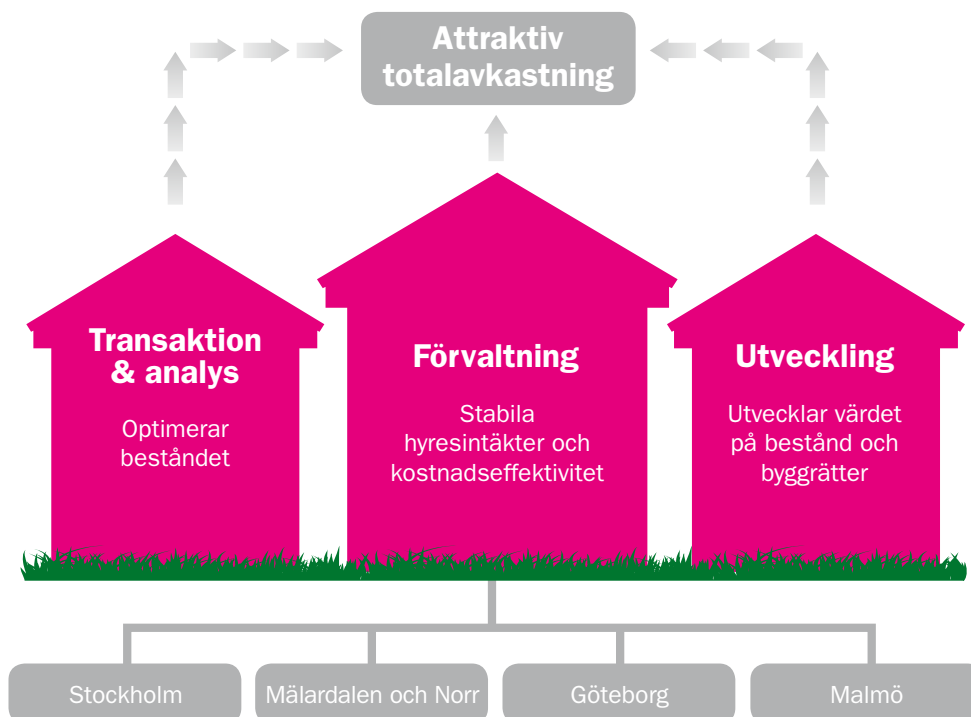 Attraktiv
totalavkastning
Transaktion
& analys
Optimerar
beståndet
Förvaltning
Stabila
hyresintäkter och
kostnadseffektivitet
Utveckling
Utvecklar värdet
på bestånd och
byggrätter
Stockholm
Mälardalen och Norr
Göteborg
Malmö